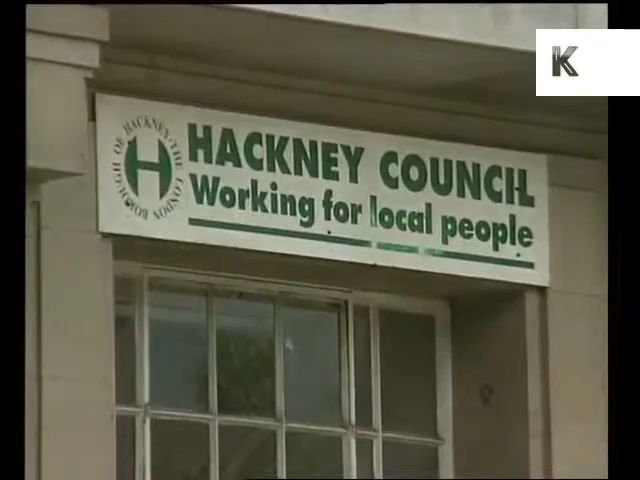 K
HACKNEY COUNCIL
Working for local people
THE LONDON BOROUGH OF HACKNEY
H